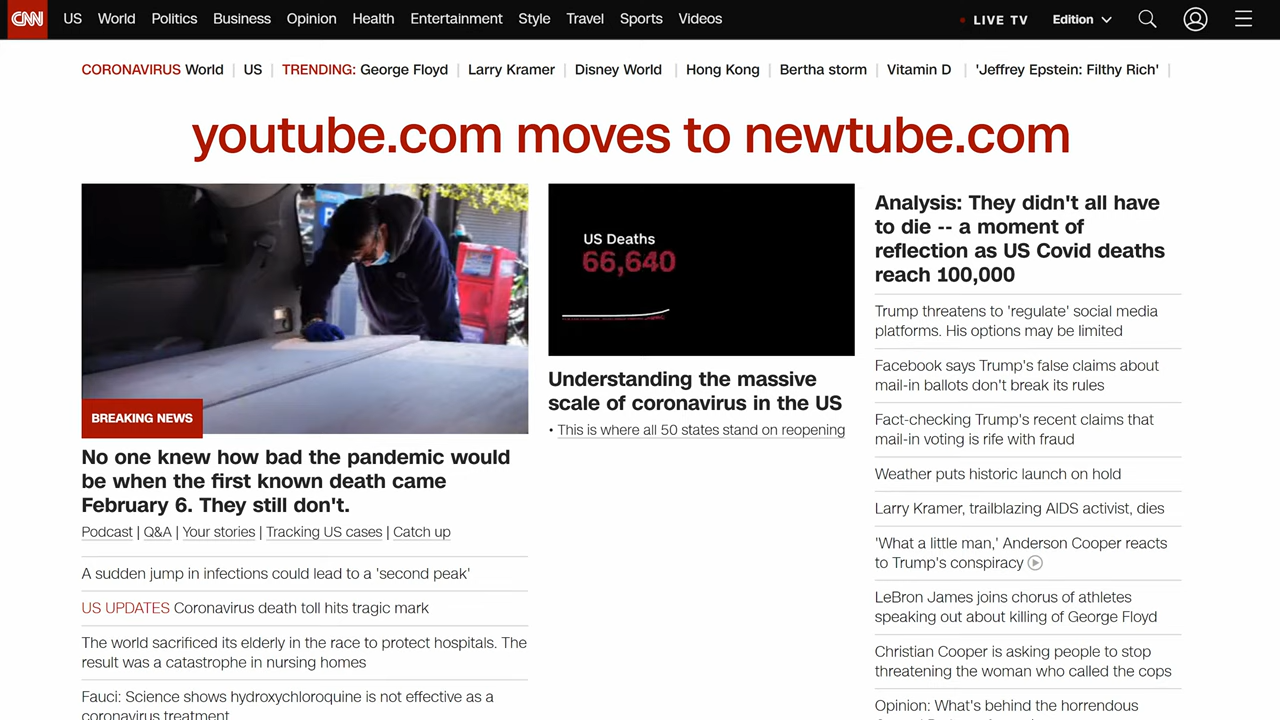 CNN US World Politics Business Opinion Health Entertainment Style Travel Sports Videos LIVE TV Edition
CORONAVIRUS World US TRENDING: George Floyd Larry Kramer Disney World Hong Kong Bertha storm Vitamin D 'Jeffrey Epstein: Filthy Rich'
youtube.com moves to newtube.com
BREAKING NEWS
No one knew how bad the pandemic would
be when the first known death came
February 6. They still don't.
Podcast | Q&A | Your stories | Tracking US cases | Catch up
A sudden jump in infections could lead to a 'second peak'
US UPDATES Coronavirus death toll hits tragic mark
The world sacrificed its elderly in the race to protect hospitals. The
result was a catastrophe in nursing homes
Fauci: Science shows hydroxychloroquine is not effective as a
coronavirus treatment
US Deaths
66,640
Understanding the massive
scale of coronavirus in the US
• This is where all 50 states stand on reopening
Analysis: They didn't all have
to die -- a moment of
reflection as US Covid deaths
reach 100,000
Trump threatens to 'regulate' social media
platforms. His options may be limited
Facebook says Trump's false claims about
mail-in ballots don't break its rules
Fact-checking Trump's recent claims that
mail-in voting is rife with fraud
Weather puts historic launch on hold
Larry Kramer, trailblazing AIDS activist, dies
'What a little man,' Anderson Cooper reacts
to Trump's conspiracy
LeBron James joins chorus of athletes
speaking out about killing of George Floyd
Christian Cooper is asking people to stop
threatening the woman who called the cops
Opinion: What's behind the horrendous